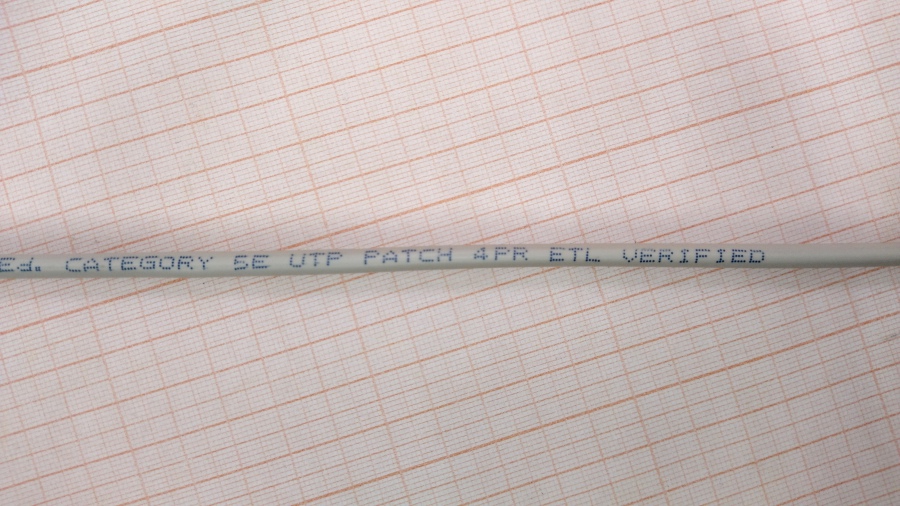 CATEGORY 5E UTP PATCH 4PR ETL VERIFIED